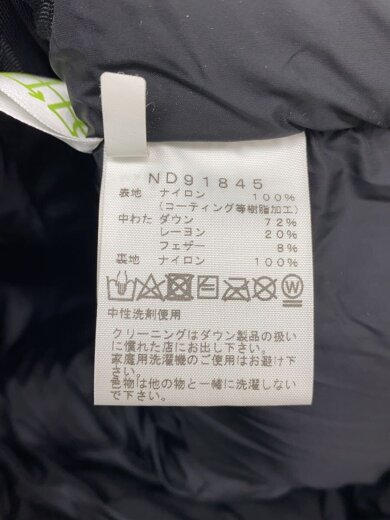 ND91845
表地 ナイロン 100%
(コーティング等樹脂加工)
中わた ダウン 72%
レーヨン 20%
フェザー 8%
裏地 ナイロン 100%
W
中性洗剤使用
クリーニングはダウン製品の扱い
に慣れた店にお出し下さい。
家庭用洗濯機のご使用はお避け下
さい。
色物は他の物と一緒に洗濯しない
で下さい。